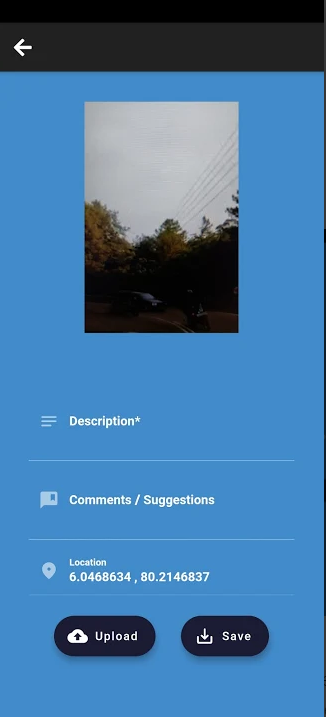 Description*
Comments / Suggestions
Location
6.0468634 , 80.2146837
Upload
Save